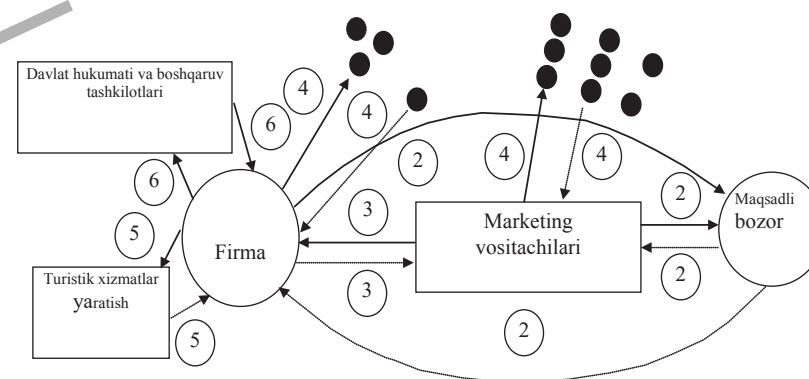 Davlat hukumati va boshqaruv
tashkilotlari
4
6
4
2
4
4
6
3
2
Maqsadli
bozor
5
Firma
Marketing
vositachilari
Turistik xizmatlar
yaratish
3
2
5
2